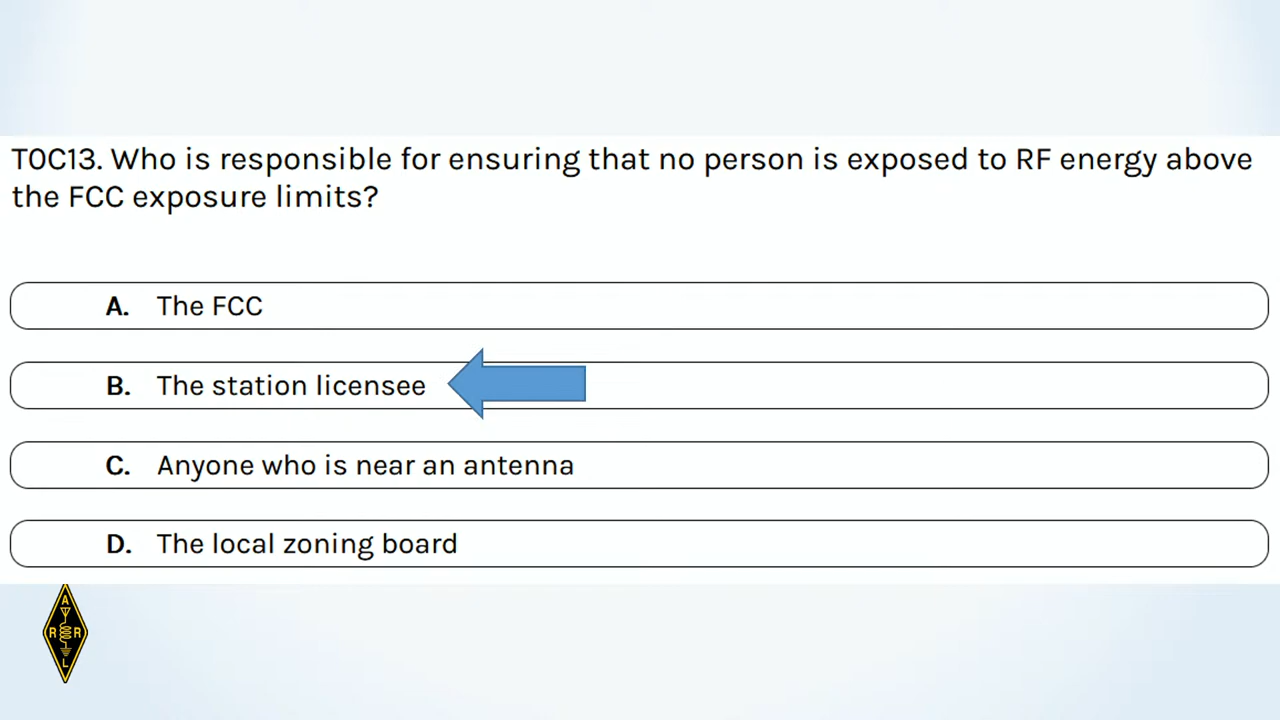 T0C13. Who is responsible for ensuring that no person is exposed to RF energy above
the FCC exposure limits?
A. The FCC
B. The station licensee
C. Anyone who is near an antenna
D. The local zoning board
A
R R
L